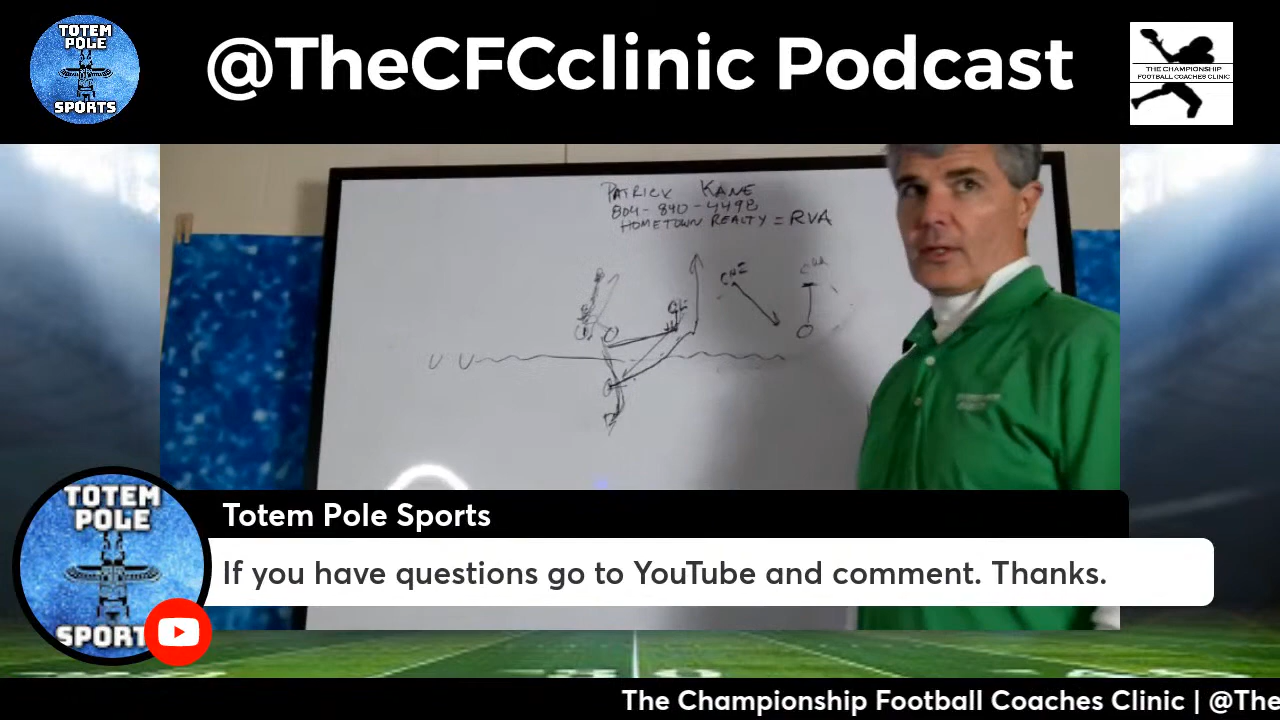 TOTEM
POLE
SPORTS
@TheCFCclinic Podcast
THE CHAMPIONSHIP
FOOTBALL COACHES CLINIC
PATRICK KANE
804-840-4498
HOMETOWN REALTY = RVA
TOTEM
POLE
SPORT
Totem Pole Sports
If you have questions go to YouTube and comment. Thanks.
The Championship Football Coaches Clinic | @The